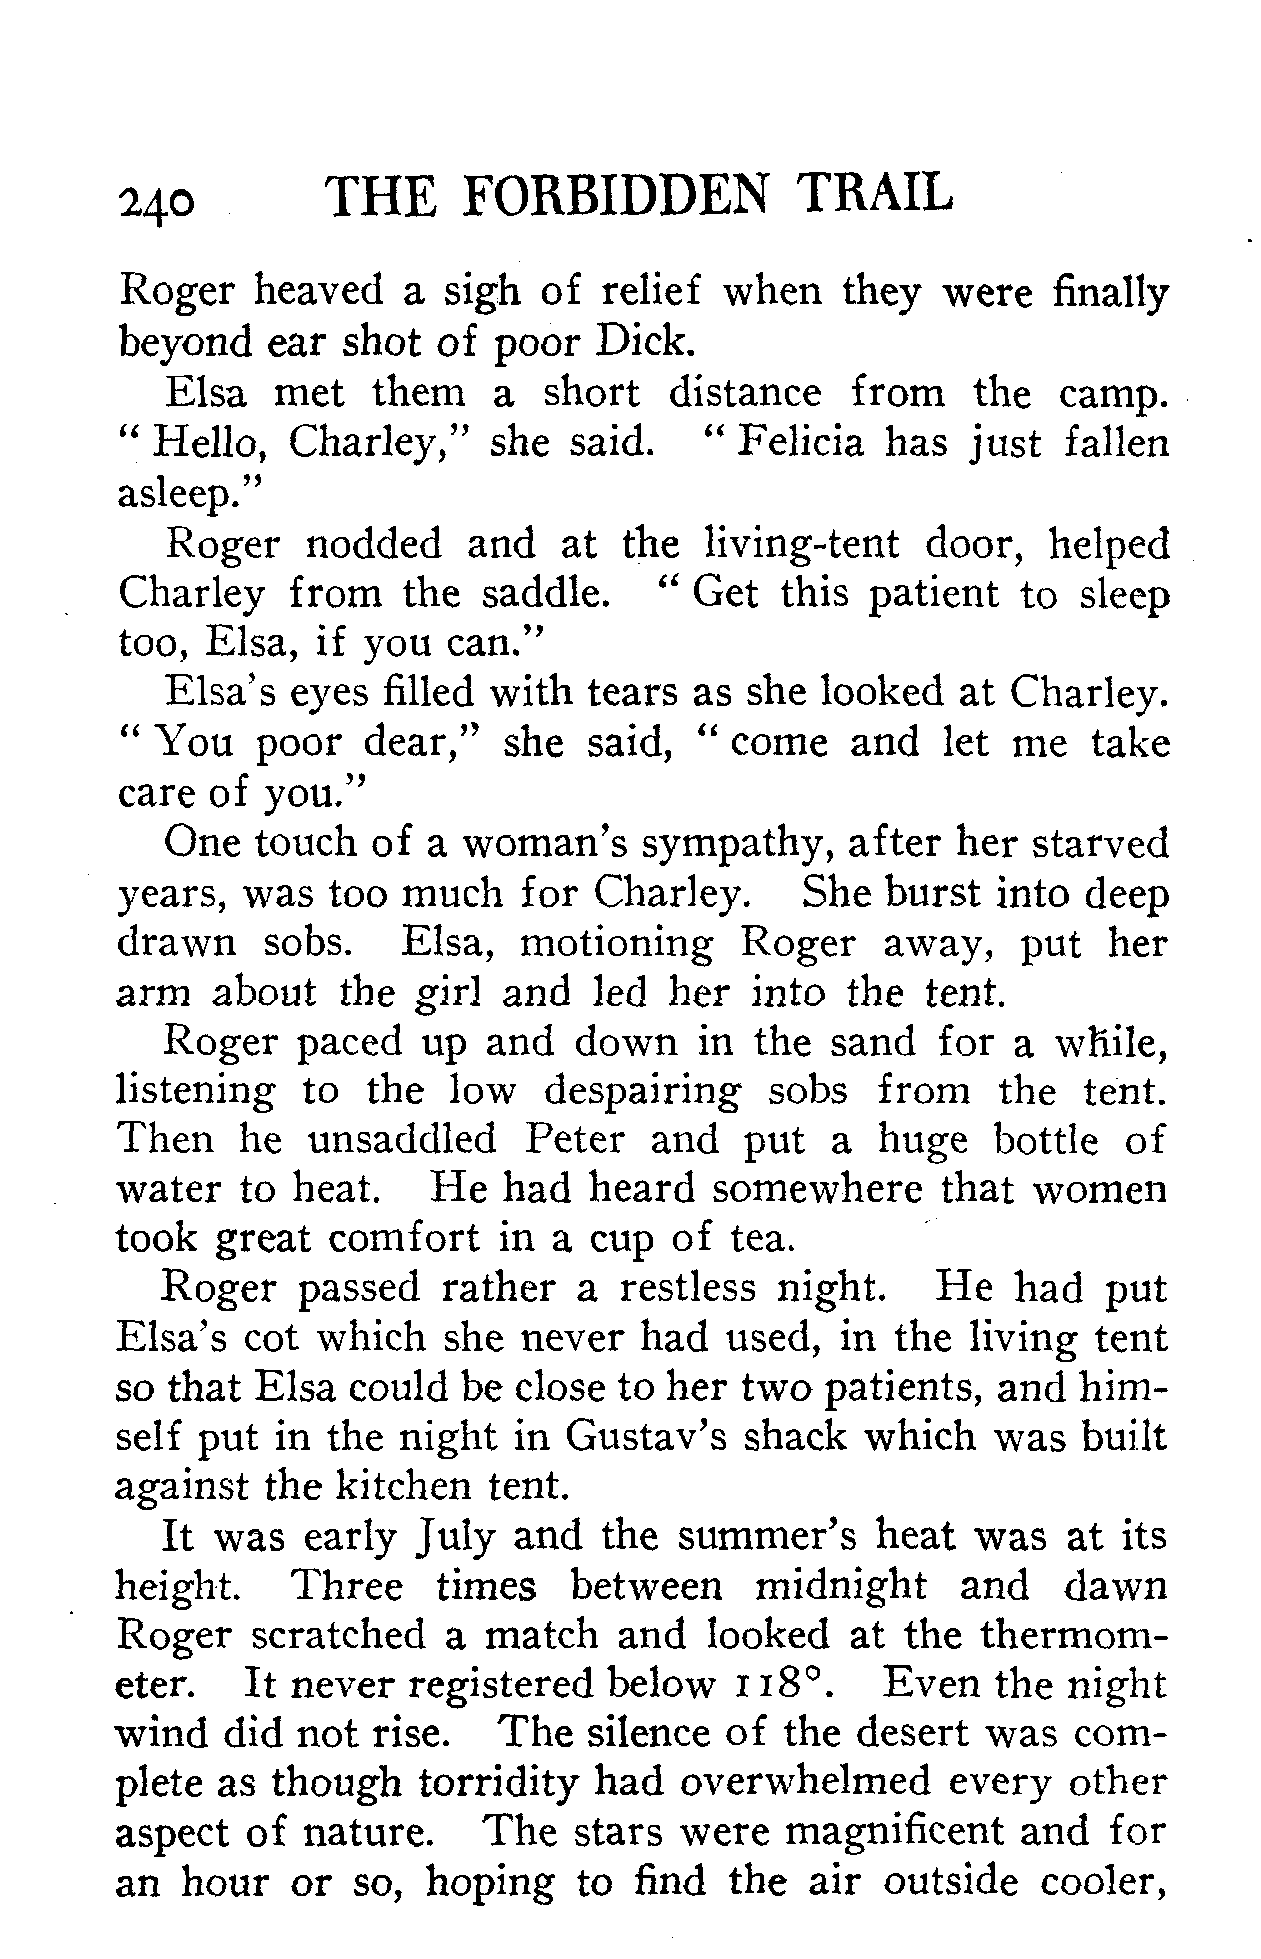 240 THE FORBIDDEN TRAIL
Roger heaved a sigh of relief when they were finally
beyond ear shot of poor Dick.
Elsa met them a short distance from the camp.
“ Hello, Charley,” she said. “ Felicia has just fallen
asleep.”
Roger nodded and at the living-tent door, helped
Charley from the saddle. “ Get this patient to sleep
too, Elsa, if you can.”
Elsa’s eyes filled with tears as she looked at Charley.
“ You poor dear,” she said, “ come and let me take
care of you.”
One touch of a woman’s sympathy, after her starved
years, was too much for Charley. She burst into deep
drawn sobs. Elsa, motioning Roger away, put her
arm about the girl and led her into the tent.
Roger paced up and down in the sand for a while,
listening to the low despairing sobs from the tent.
Then he unsaddled Peter and put a huge bottle of
water to heat. He had heard somewhere that women
took great comfort in a cup of tea.
Roger passed rather a restless night. He had put
Elsa’s cot which she never had used, in the living tent
so that Elsa could be close to her two patients, and him-
self put in the night in Gustav’s shack which was built
against the kitchen tent.
It was early July and the summer’s heat was at its
height. Three times between midnight and dawn
Roger scratched a match and looked at the thermom-
eter. It never registered below 118°. Even the night
wind did not rise. The silence of the desert was com-
plete as though torridity had overwhelmed every other
aspect of nature. The stars were magnificent and for
an hour or so, hoping to find the air outside cooler,